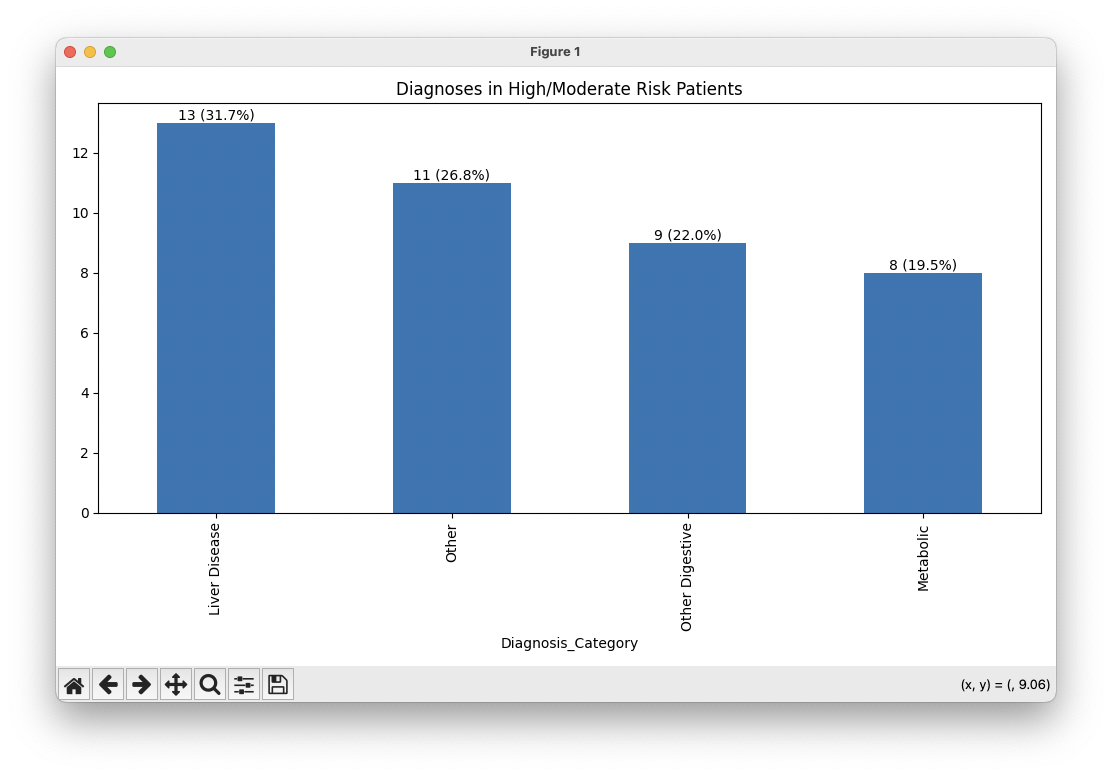 Figure 1
Diagnoses in High/Moderate Risk Patients
13 (31.7%)
11 (26.8%)
9 (22.0%)
8 (19.5%)
12
10
8
6
4
2
0
Liver Disease
Other
Other Digestive
Metabolic
Diagnosis_Category
(x, y) = (, 9.06)